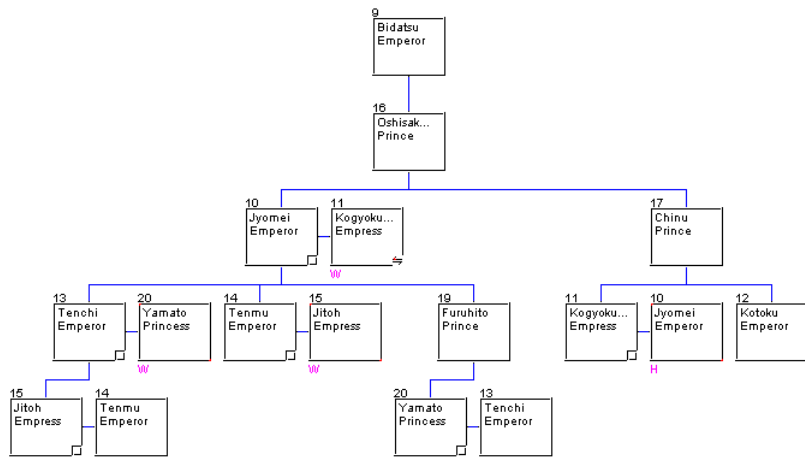 9
Bidatsu
Emperor
16
Oshisak...
Prince
10
Jyomei
Emperor
11
Kogyoku...
Empress
W
17
Chinu
Prince
13
Tenchi
Emperor
20
Yamato
Princess
W
14
Tenmu
Emperor
15
Jitoh
Empress
W
19
Furuhito
Prince
11
Kogyoku...
Empress
10
Jyomei
Emperor
H
12
Kotoku
Emperor
15
Jitoh
Empress
14
Tenmu
Emperor
20
Yamato
Princess
13
Tenchi
Emperor